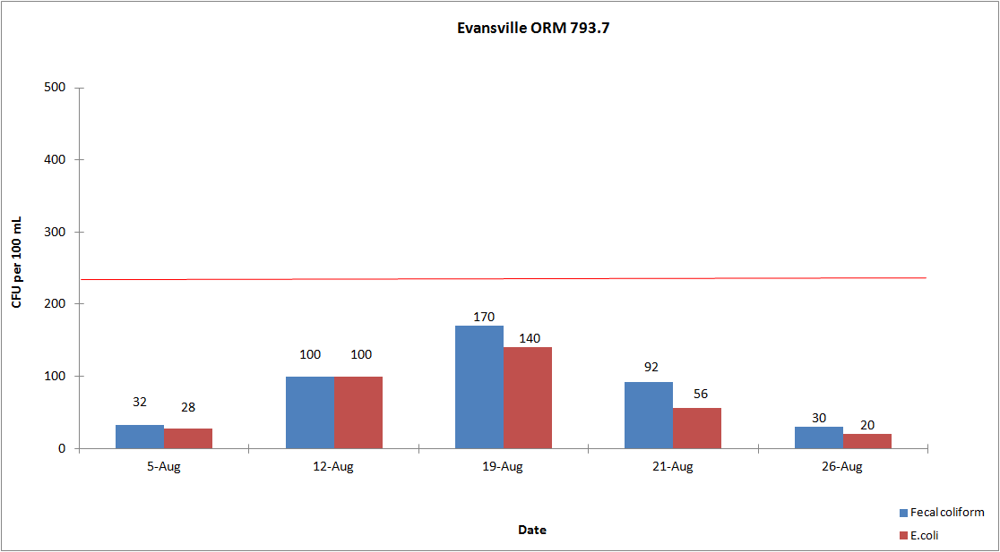 Evansville ORM 793.7
500
400
300
200
100
0
CFU per 100 mL
32
28
100
100
170
140
92
56
30
20
5-Aug
12-Aug
19-Aug
21-Aug
26-Aug
Date
Fecal coliform
E.coli